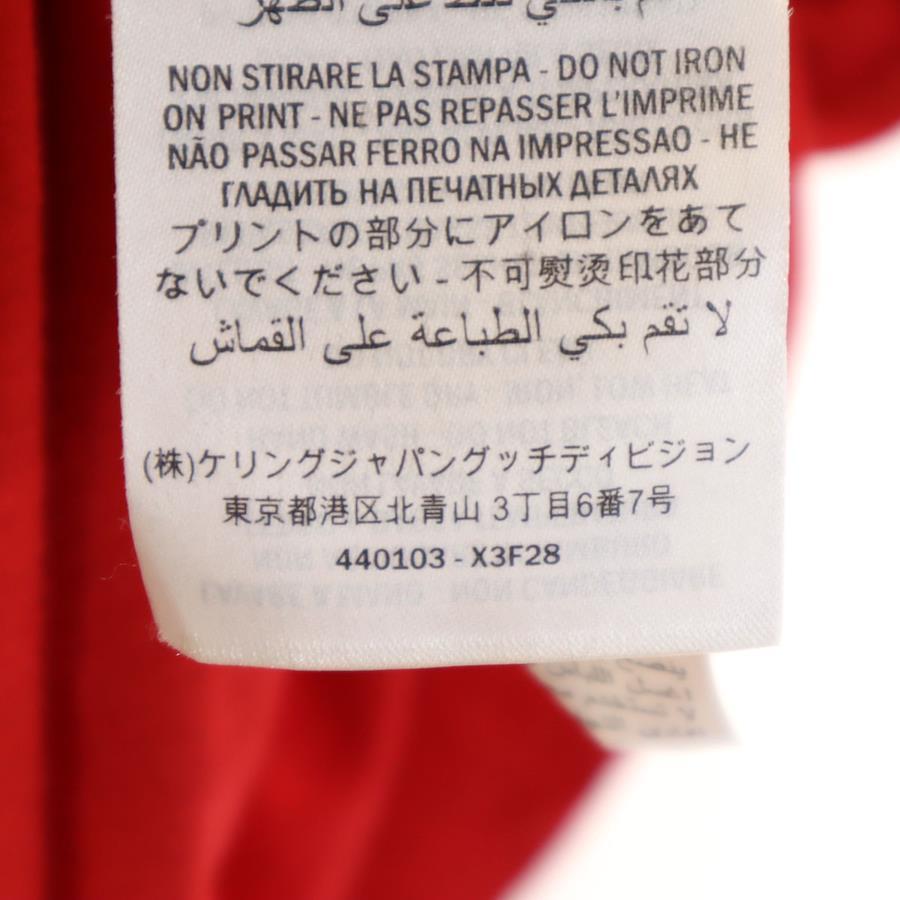 على الظهر
NON STIRARE LA STAMPA - DO NOT IRON
ON PRINT - NE PAS REPASSER L'IMPRIME
NÃO PASSAR FERRO NA IMPRESSAO - НЕ
ГЛАДИТЬ НА ПЕЧАТНЫХ ДЕТАЛЯХ
プリントの部分にアイロンをあて
ないでください - 不可熨烫印花部分
لا تقم بكي الطباعة على القماش
(株)ケリングジャパングッチディビジョン
東京都港区北青山 3丁目6番7号
440103 - X3F28